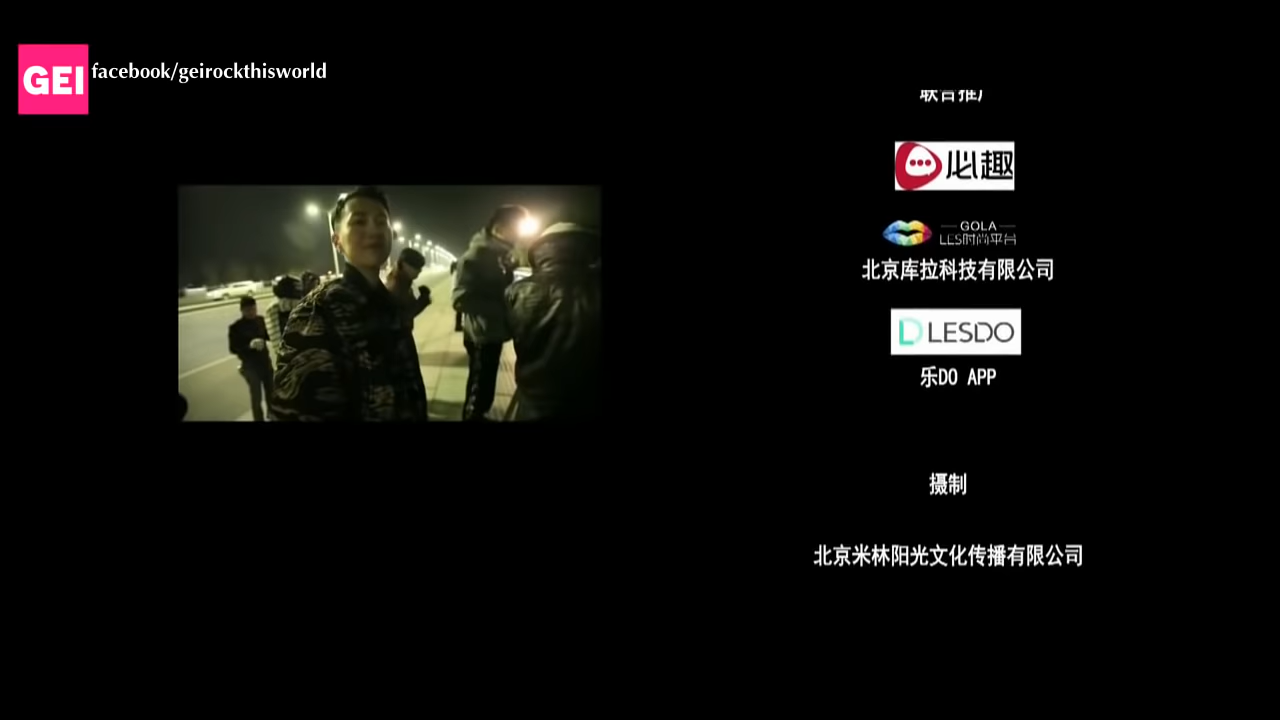 GEI
facebook/geirockthisworld
联合推广
必趣
GOLA
LES时尚平台
北京库拉科技有限公司
LESDO
乐DO APP
摄制
北京米林阳光文化传播有限公司